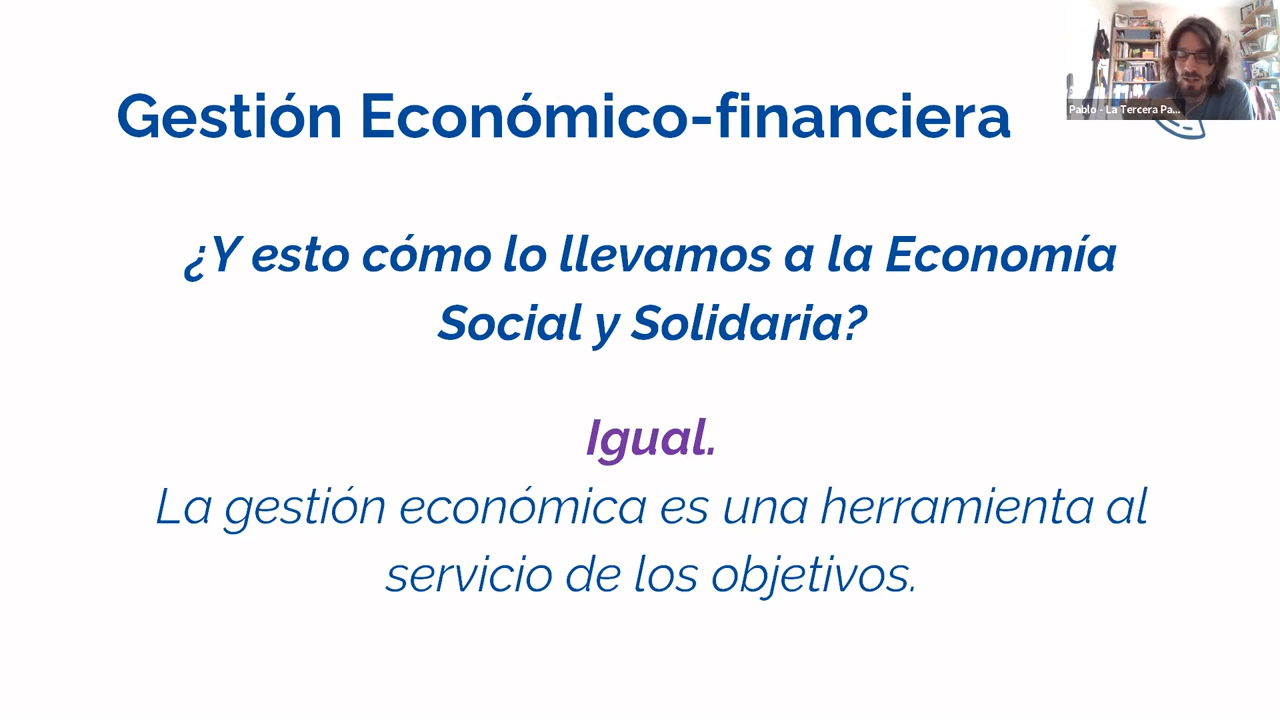 Gestión Económico-financiera
Pablo - La Tercera Pa...
¿Y esto cómo lo llevamos a la Economía
Social y Solidaria?
Igual.
La gestión económica es una herramienta al
servicio de los objetivos.